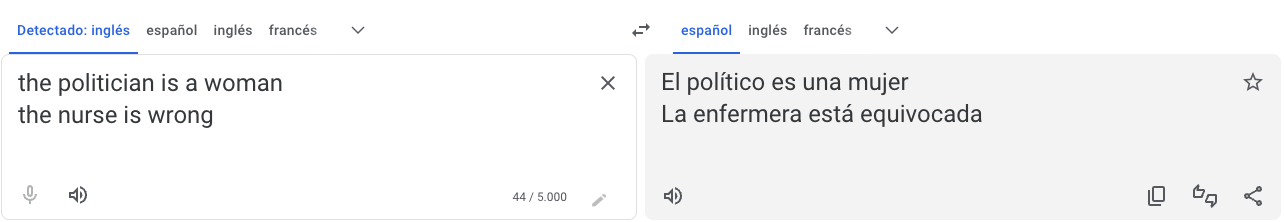 Detectado: inglés español inglés francés
español inglés francés
the politician is a woman
the nurse is wrong
44 / 5.000
El político es una mujer
La enfermera está equivocada